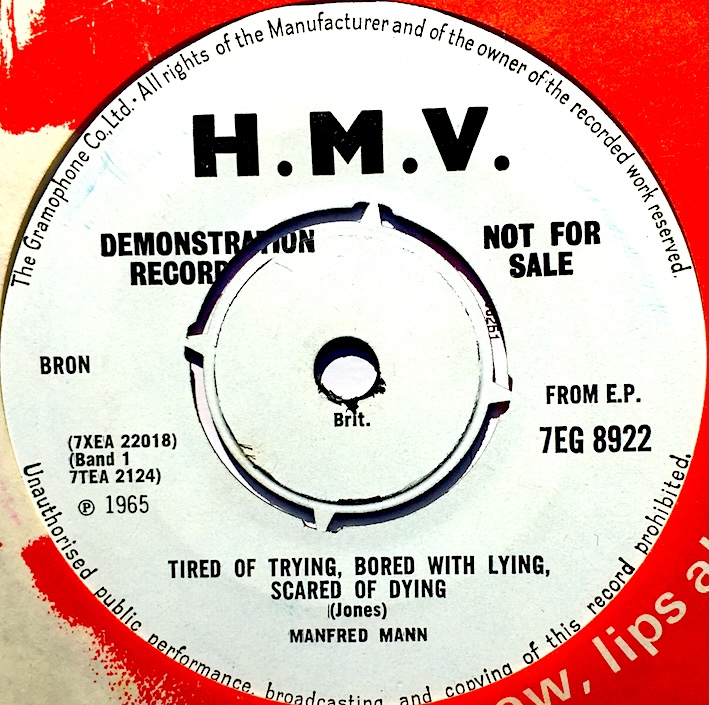 The Gramophone Co., Ltd. · All rights of the Manufacturer and of the owner of the recorded work reserved.
H.M.V.
DEMONSTRATION
RECORD
NOT FOR
SALE
BRON
Brit.
FROM E.P.
7EG 8922
(7XEA 22018)
(Band 1
7TEA 2124)
℗ 1965
TIRED OF TRYING, BORED WITH LYING,
SCARED OF DYING
(Jones)
MANFRED MANN
Unauthorised public performance, broadcasting and copying of this record prohibited.
lips